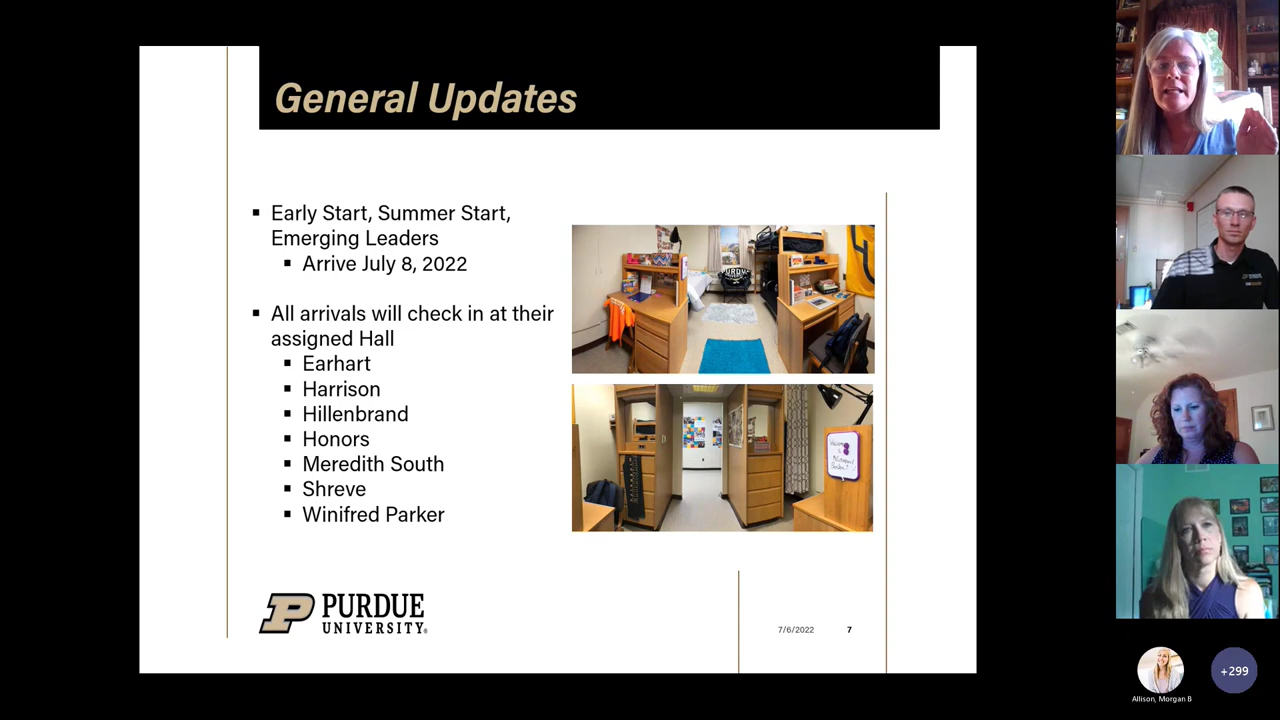 General Updates
▪ Early Start, Summer Start,
Emerging Leaders
▪ Arrive July 8, 2022
▪ All arrivals will check in at their
assigned Hall
▪ Earhart
▪ Harrison
▪ Hillenbrand
▪ Honors
▪ Meredith South
▪ Shreve
▪ Winifred Parker
PURDUE
P PURDUE
UNIVERSITY®
7/6/2022 7
+299
Allison, Morgan B